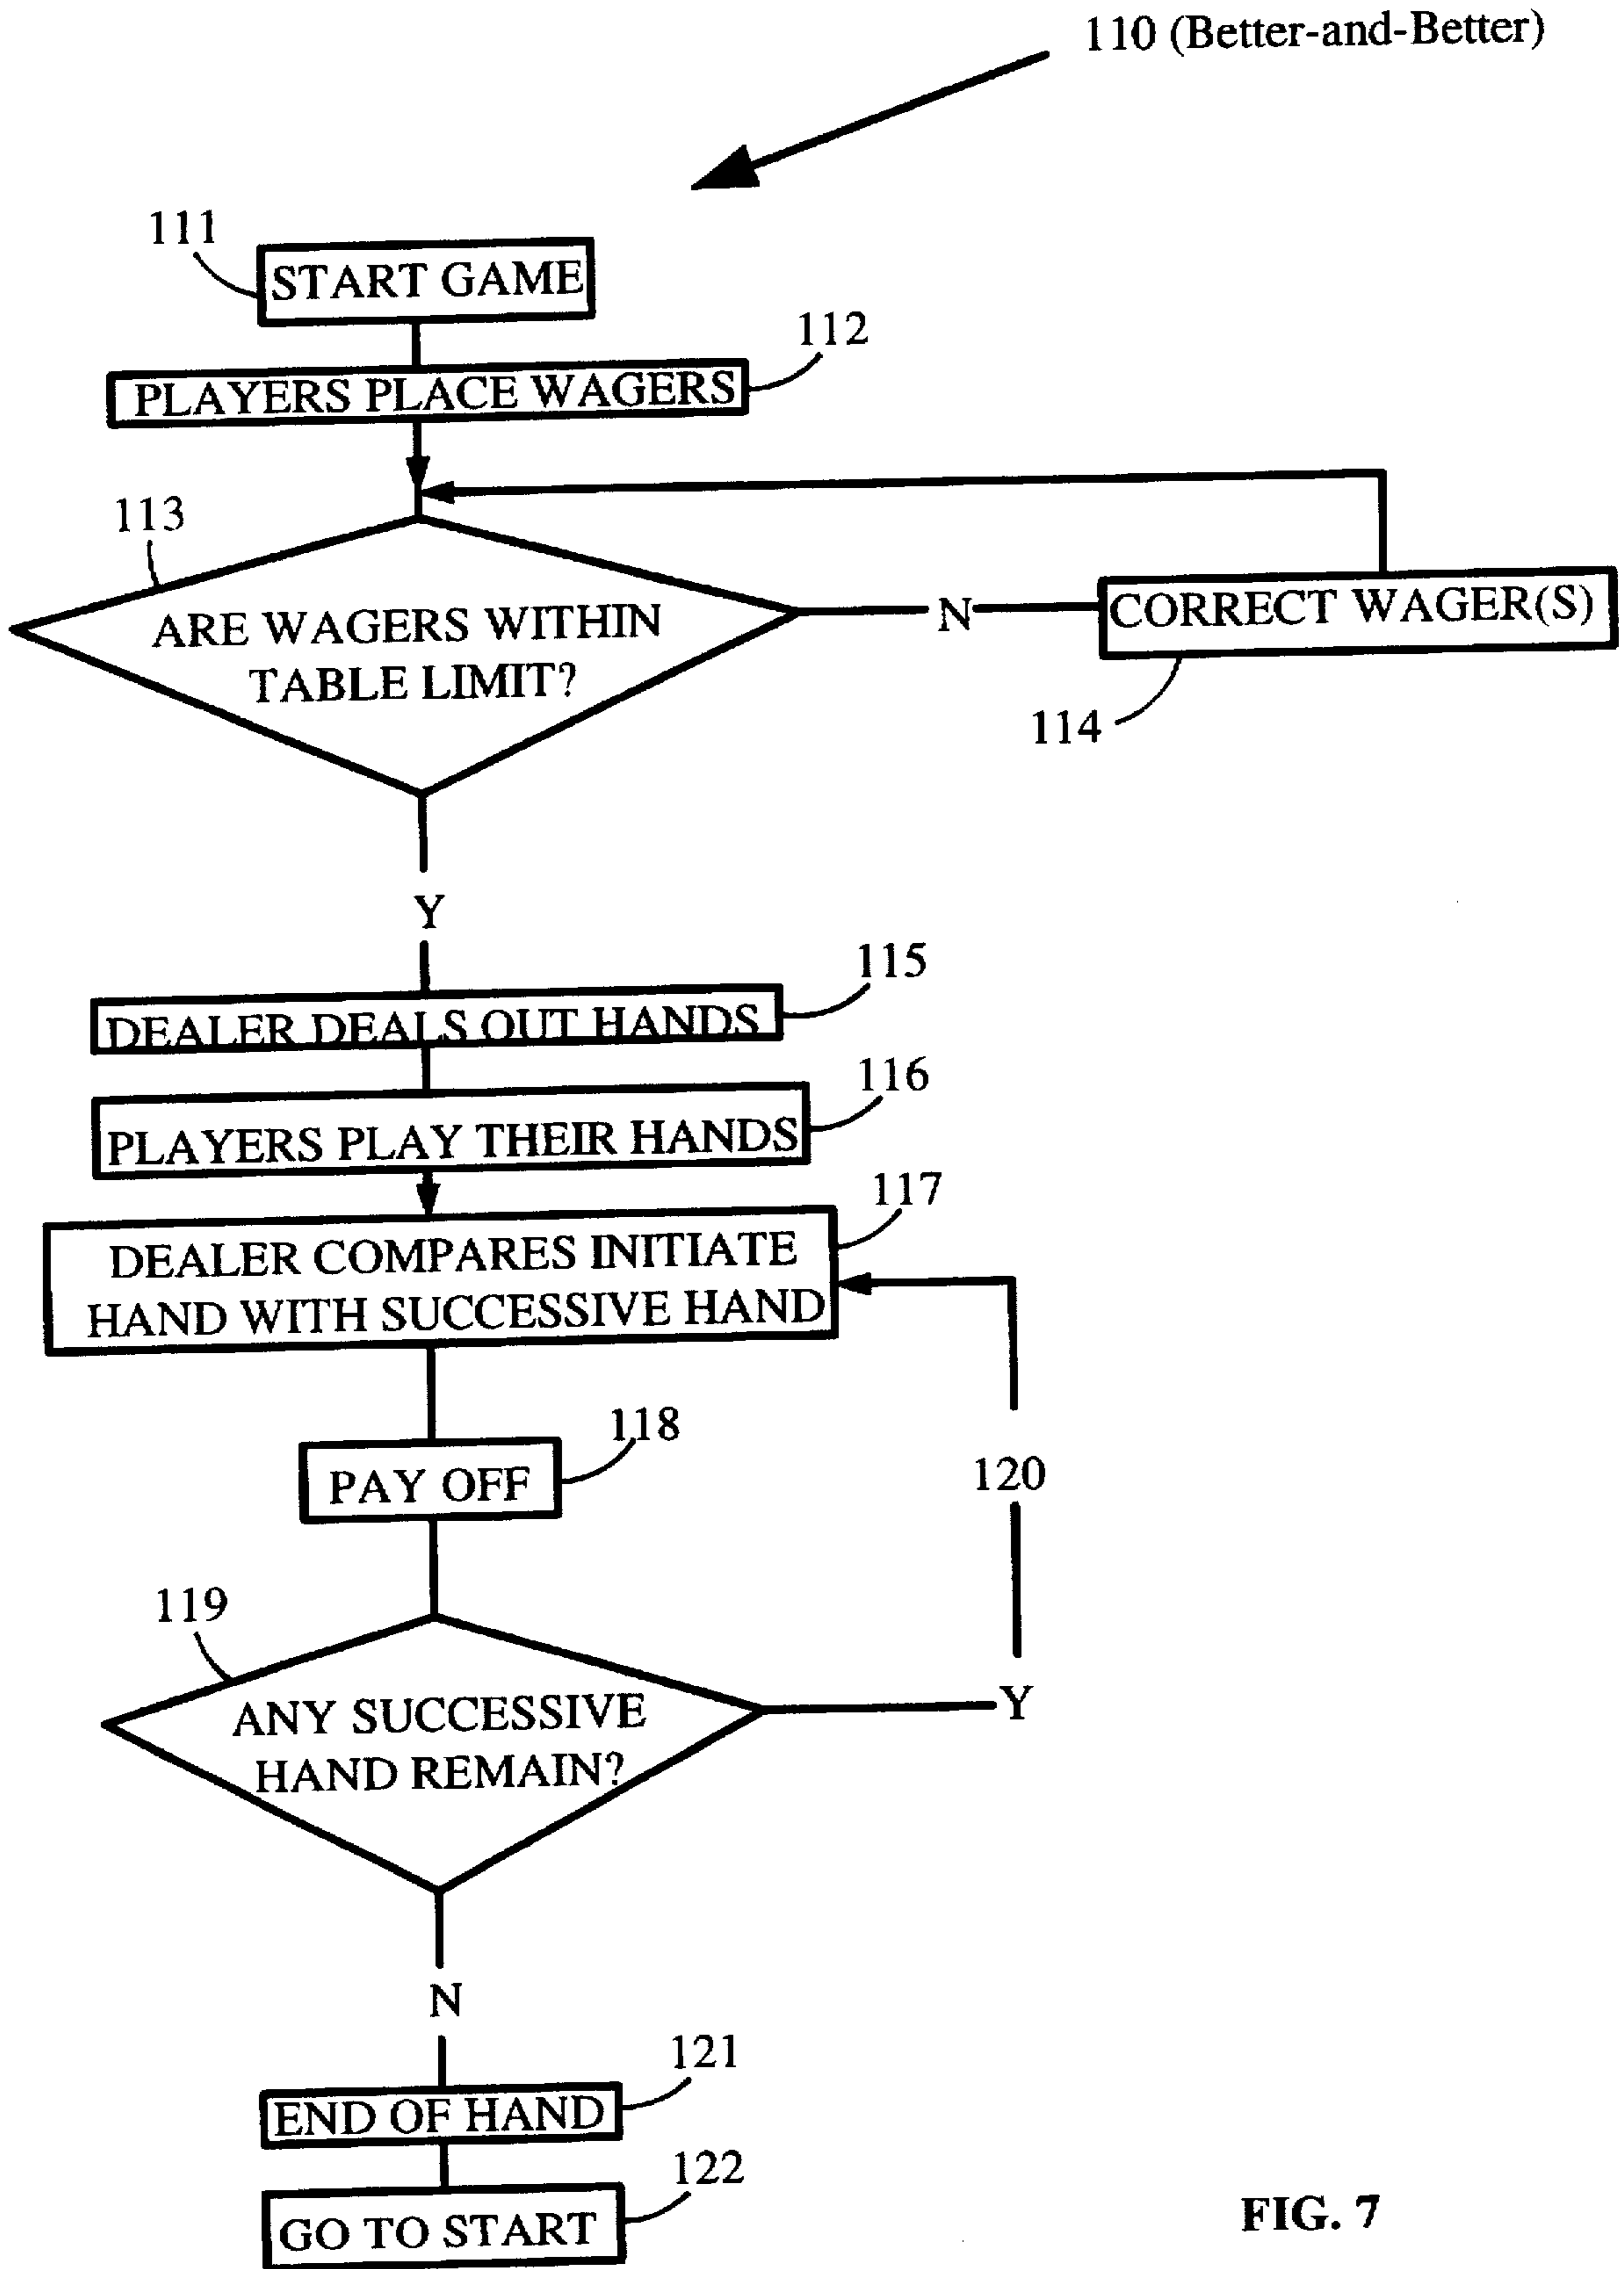 110 (Better-and-Better)
111
START GAME
112
PLAYERS PLACE WAGERS
113
ARE WAGERS WITHIN
TABLE LIMIT?
N
CORRECT WAGER(S)
114
Y
115
DEALER DEALS OUT HANDS
116
PLAYERS PLAY THEIR HANDS
117
DEALER COMPARES INITIATE
HAND WITH SUCCESSIVE HAND
118
PAY OFF
120
119
ANY SUCCESSIVE
HAND REMAIN?
Y
N
121
END OF HAND
122
GO TO START
FIG. 7